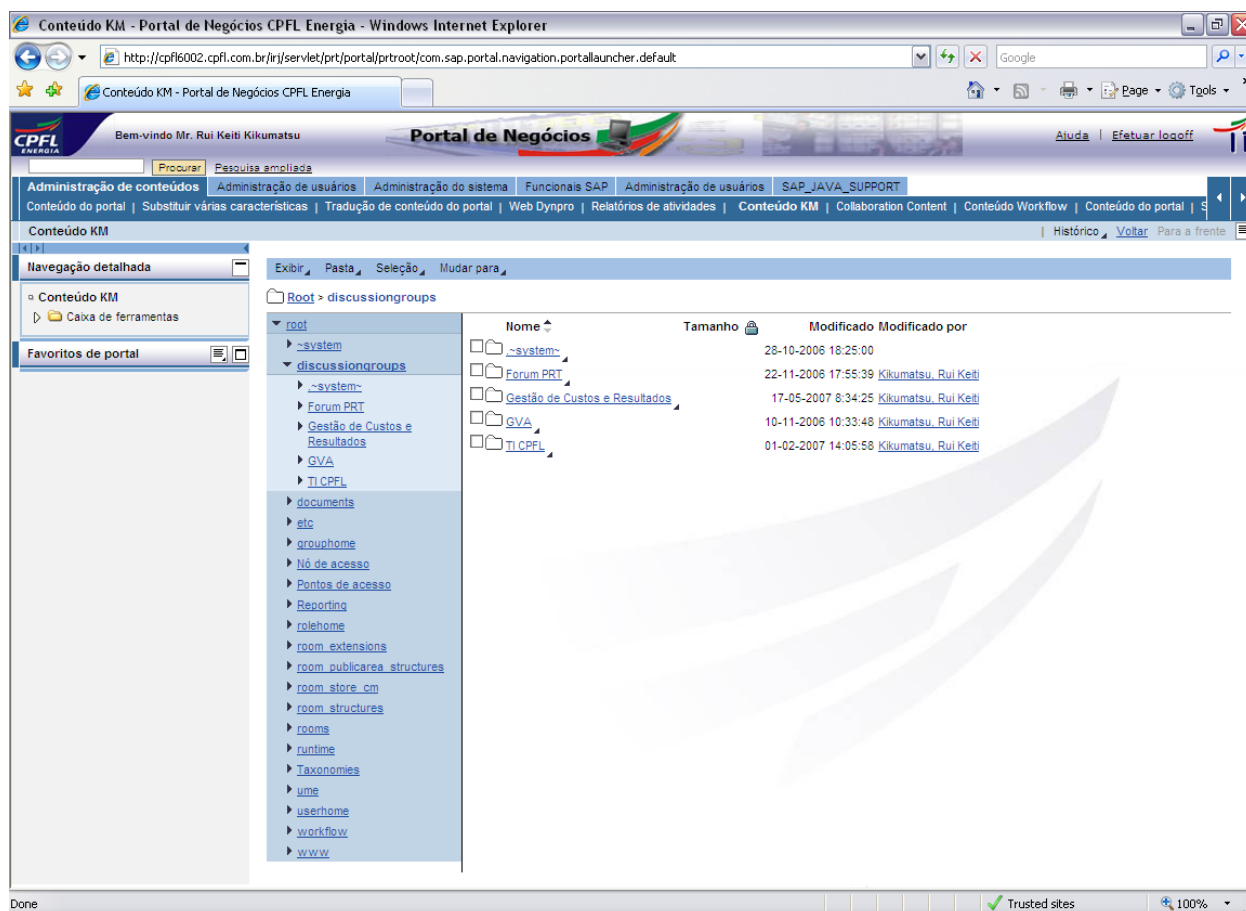 Conteúdo KM - Portal de Negócios CPFL Energia - Windows Internet Explorer
http://cpfl6002.cpfl.com.br/irj/servlet/prt/portal/prtroot/com.sap.portal.navigation.portallauncher.default
Google
Conteúdo KM - Portal de Negócios CPFL Energia
Page
Tools
CPFL
ENERGIA
Bem-vindo Mr. Rui Keiti Kikumatsu
Portal de Negócios
Ajuda | Efetuar logoff
Procurar Pesquisa ampliada
Administração de conteúdos Administração de usuários Administração do sistema Funcionais SAP Administração de usuários SAP_JAVA_SUPPORT
Conteúdo do portal | Substituir várias características | Tradução de conteúdo do portal | Web Dynpro | Relatórios de atividades | Conteúdo KM | Collaboration Content | Conteúdo Workflow | Conteúdo do portal | S
Conteúdo KM
| Histórico Voltar Para a frente
Navegação detalhada
Conteúdo KM
Caixa de ferramentas
Favoritos de portal
Exibir Pasta Seleção Mudar para
Root > discussiongroups
root
~system
discussiongroups
.~system~
Forum PRT
Gestão de Custos e
Resultados
GVA
TI CPFL
documents
etc
grouphome
Nó de acesso
Pontos de acesso
Reporting
rolehome
room_extensions
room_publicarea_structures
room_store_cm
room_structures
rooms
runtime
Taxonomies
ume
userhome
workflow
www
Nome Tamanho Modificado Modificado por
.~system~ 28-10-2006 18:25:00
Forum PRT 22-11-2006 17:55:39 Kikumatsu, Rui Keiti
Gestão de Custos e Resultados 17-05-2007 8:34:25 Kikumatsu, Rui Keiti
GVA 10-11-2006 10:33:48 Kikumatsu, Rui Keiti
TI CPFL 01-02-2007 14:05:58 Kikumatsu, Rui Keiti
Done
Trusted sites
100%